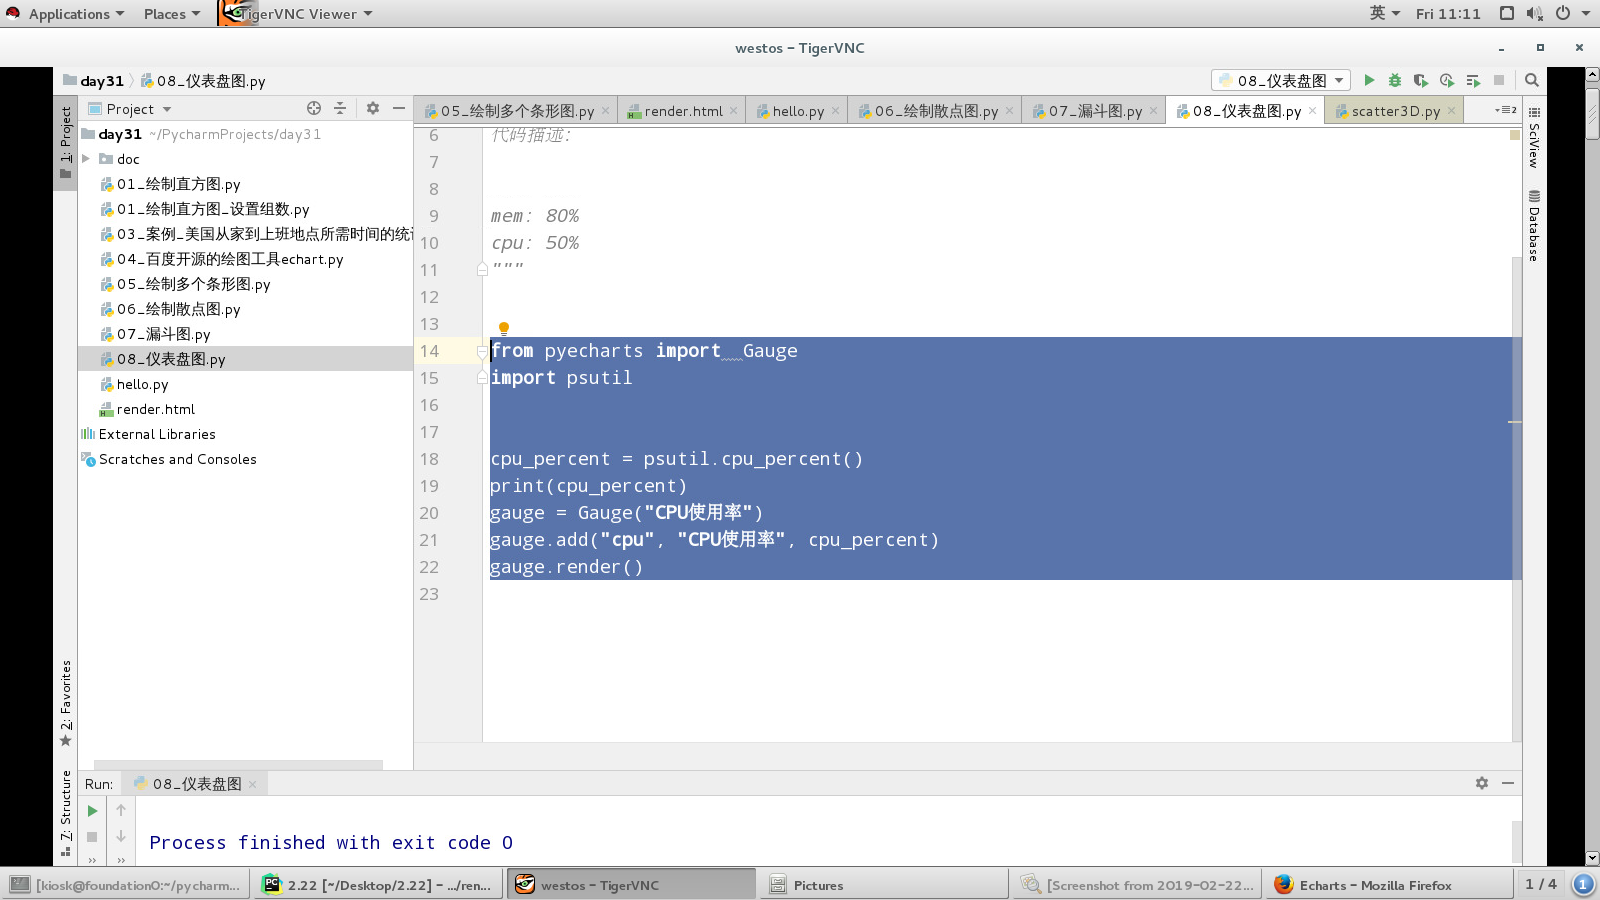 Applications Places TigerVNC Viewer 英 Fri 11:11
westos – TigerVNC
day31 08_仪表盘图.py 08_仪表盘图
1: Project
Project
05_绘制多个条形图.py render.html hello.py 06_绘制散点图.py 07_漏斗图.py 08_仪表盘图.py scatter3D.py
day31 ~/PycharmProjects/day31
doc
01_绘制直方图.py
01_绘制直方图_设置组数.py
03_案例_美国从家到上班地点所需时间的统计
04_百度开源的绘图工具echart.py
05_绘制多个条形图.py
06_绘制散点图.py
07_漏斗图.py
08_仪表盘图.py
hello.py
render.html
External Libraries
Scratches and Consoles
6 代码描述:
7
8
9 mem: 80%
10 cpu: 50%
11 """
12
13
14 from pyecharts import  Gauge
15 import psutil
16
17
18 cpu_percent = psutil.cpu_percent()
19 print(cpu_percent)
20 gauge = Gauge("CPU使用率")
21 gauge.add("cpu", "CPU使用率", cpu_percent)
22 gauge.render()
23
SciView
Database
2: Favorites
7: Structure
Run: 08_仪表盘图
Process finished with exit code 0
[kiosk@foundation0:~/pycharm... 2.22 [~/Desktop/2.22] – .../ren... westos – TigerVNC Pictures [Screenshot from 2019-02-22... Echarts – Mozilla Firefox 1 / 4 1